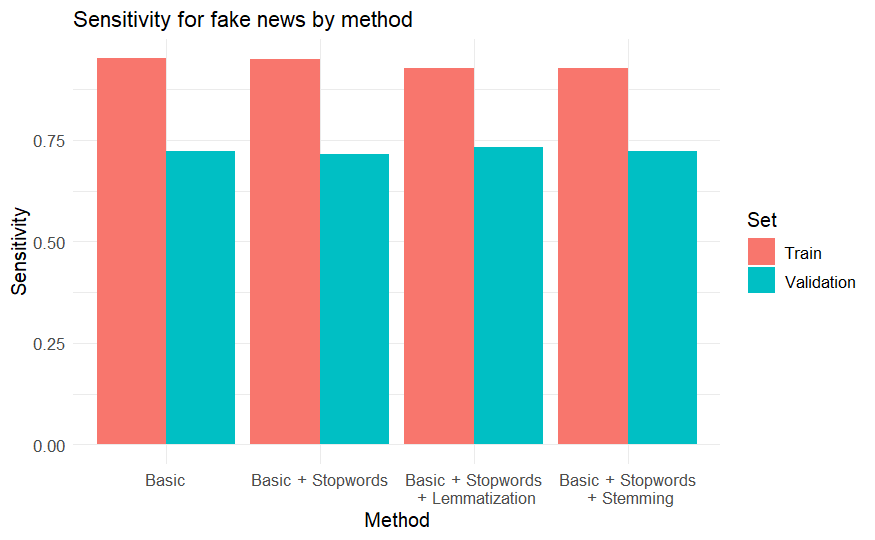 Sensitivity for fake news by method
Sensitivity
0.75
0.50
0.25
0.00
Basic
Basic + Stopwords
Basic + Stopwords
+ Lemmatization
Basic + Stopwords
+ Stemming
Method
Set
Train
Validation